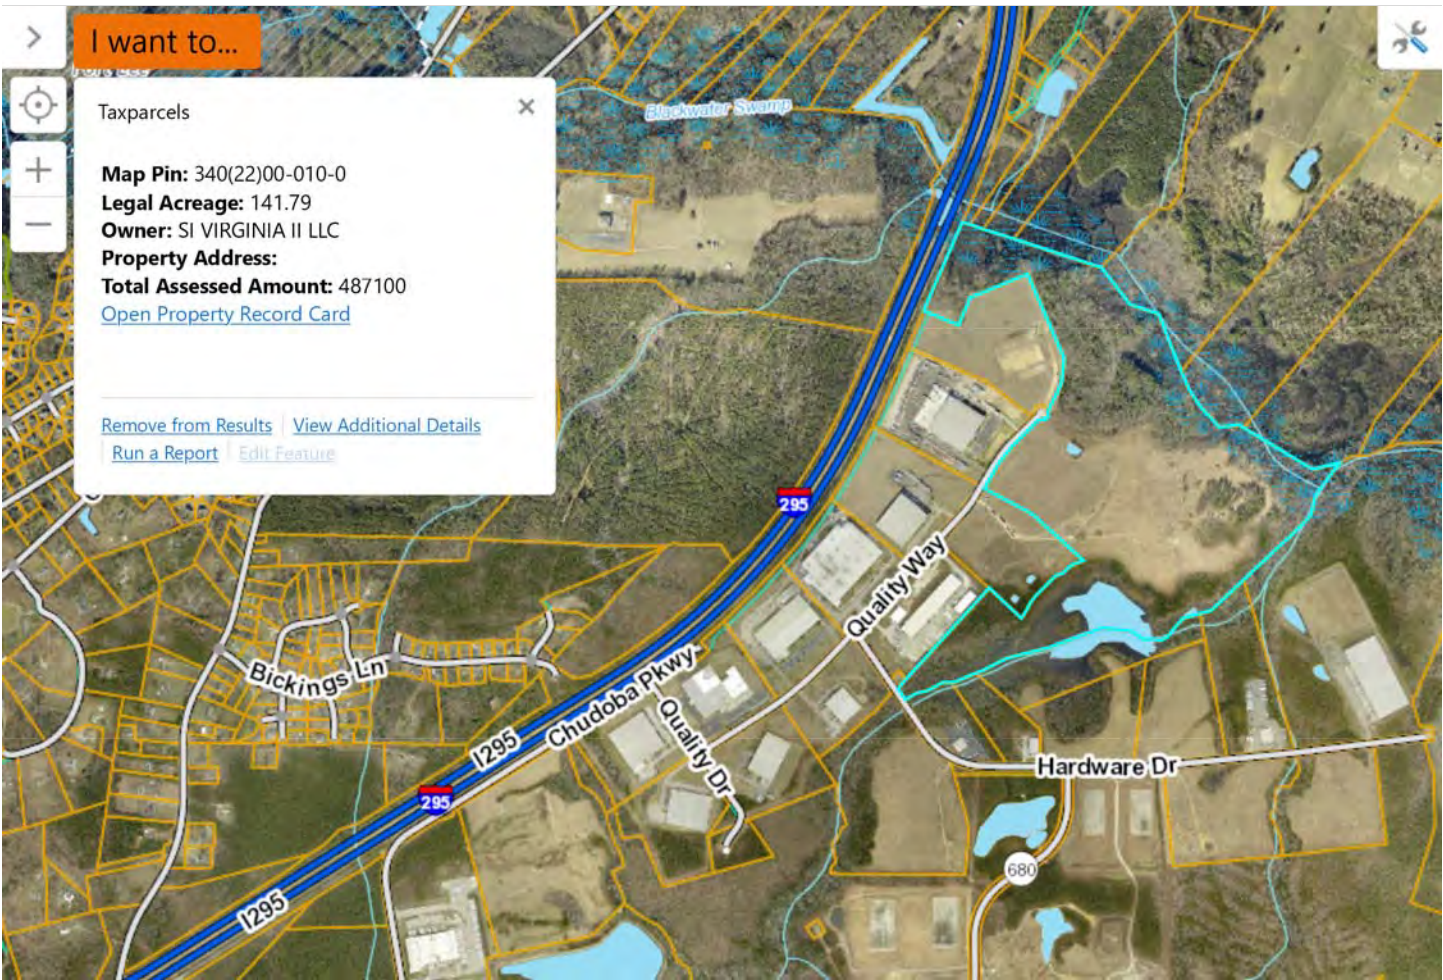 I want to...
Fort Lee
Taxparcels
Map Pin: 340(22)00-010-0
Legal Acreage: 141.79
Owner: SI VIRGINIA II LLC
Property Address:
Total Assessed Amount: 487100
Open Property Record Card
Remove from Results
View Additional Details
Run a Report
Edit Feature
Blackwater Swamp
295
Quality Way
Bickings Ln
Chudoba Pkwy
I295
Quality Dr
Hardware Dr
295
680
I295